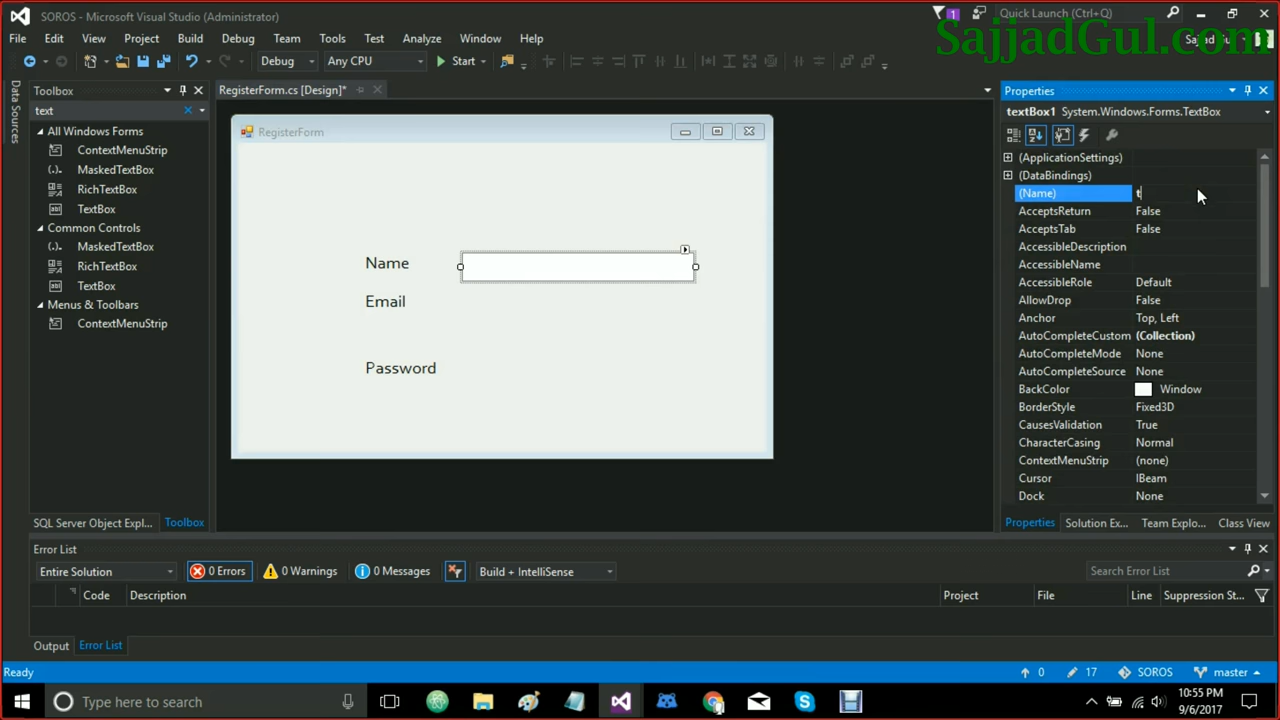 SOROS - Microsoft Visual Studio (Administrator)
1
Quick Launch (Ctrl+Q)
SajjadGul.com
File Edit View Project Build Debug Team Tools Test Analyze Window Help
Debug Any CPU Start
Data Sources
Toolbox
text
All Windows Forms
ContextMenuStrip
MaskedTextBox
RichTextBox
TextBox
Common Controls
MaskedTextBox
RichTextBox
TextBox
Menus & Toolbars
ContextMenuStrip
SQL Server Object Expl... Toolbox
RegisterForm.cs [Design]*
RegisterForm
Name
Email
Password
Properties
textBox1 System.Windows.Forms.TextBox
(ApplicationSettings)
(DataBindings)
(Name) t
AcceptsReturn False
AcceptsTab False
AccessibleDescription
AccessibleName
AccessibleRole Default
AllowDrop False
Anchor Top, Left
AutoCompleteCustom (Collection)
AutoCompleteMode None
AutoCompleteSource None
BackColor Window
BorderStyle Fixed3D
CausesValidation True
CharacterCasing Normal
ContextMenuStrip (none)
Cursor IBeam
Dock None
Properties Solution Ex... Team Explo... Class View
Error List
Entire Solution 0 Errors 0 Warnings 0 Messages Build + IntelliSense Search Error List
Code Description Project File Line Suppression St...
Output Error List
Ready 0 17 SOROS master
Type here to search
10:55 PM
9/6/2017